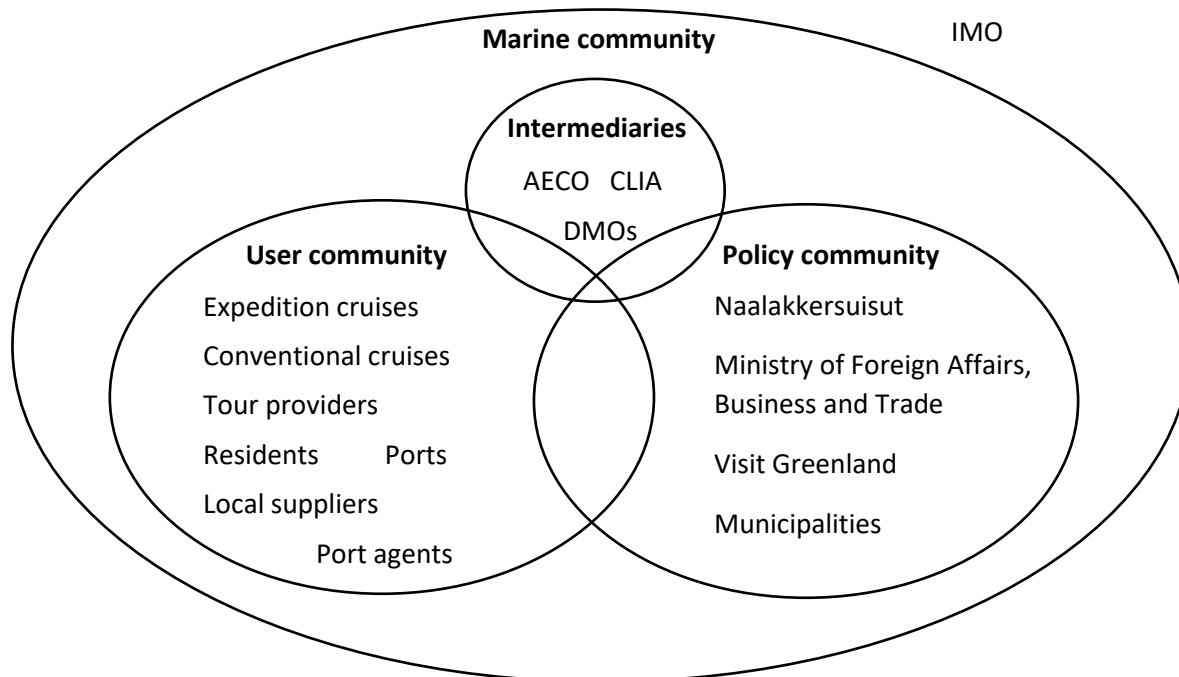 Marine community
IMO
Intermediaries
AECO CLIA
DMOs
User community
Expedition cruises
Conventional cruises
Tour providers
Residents Ports
Local suppliers
Port agents
Policy community
Naalakkersuisut
Ministry of Foreign Affairs,
Business and Trade
Visit Greenland
Municipalities